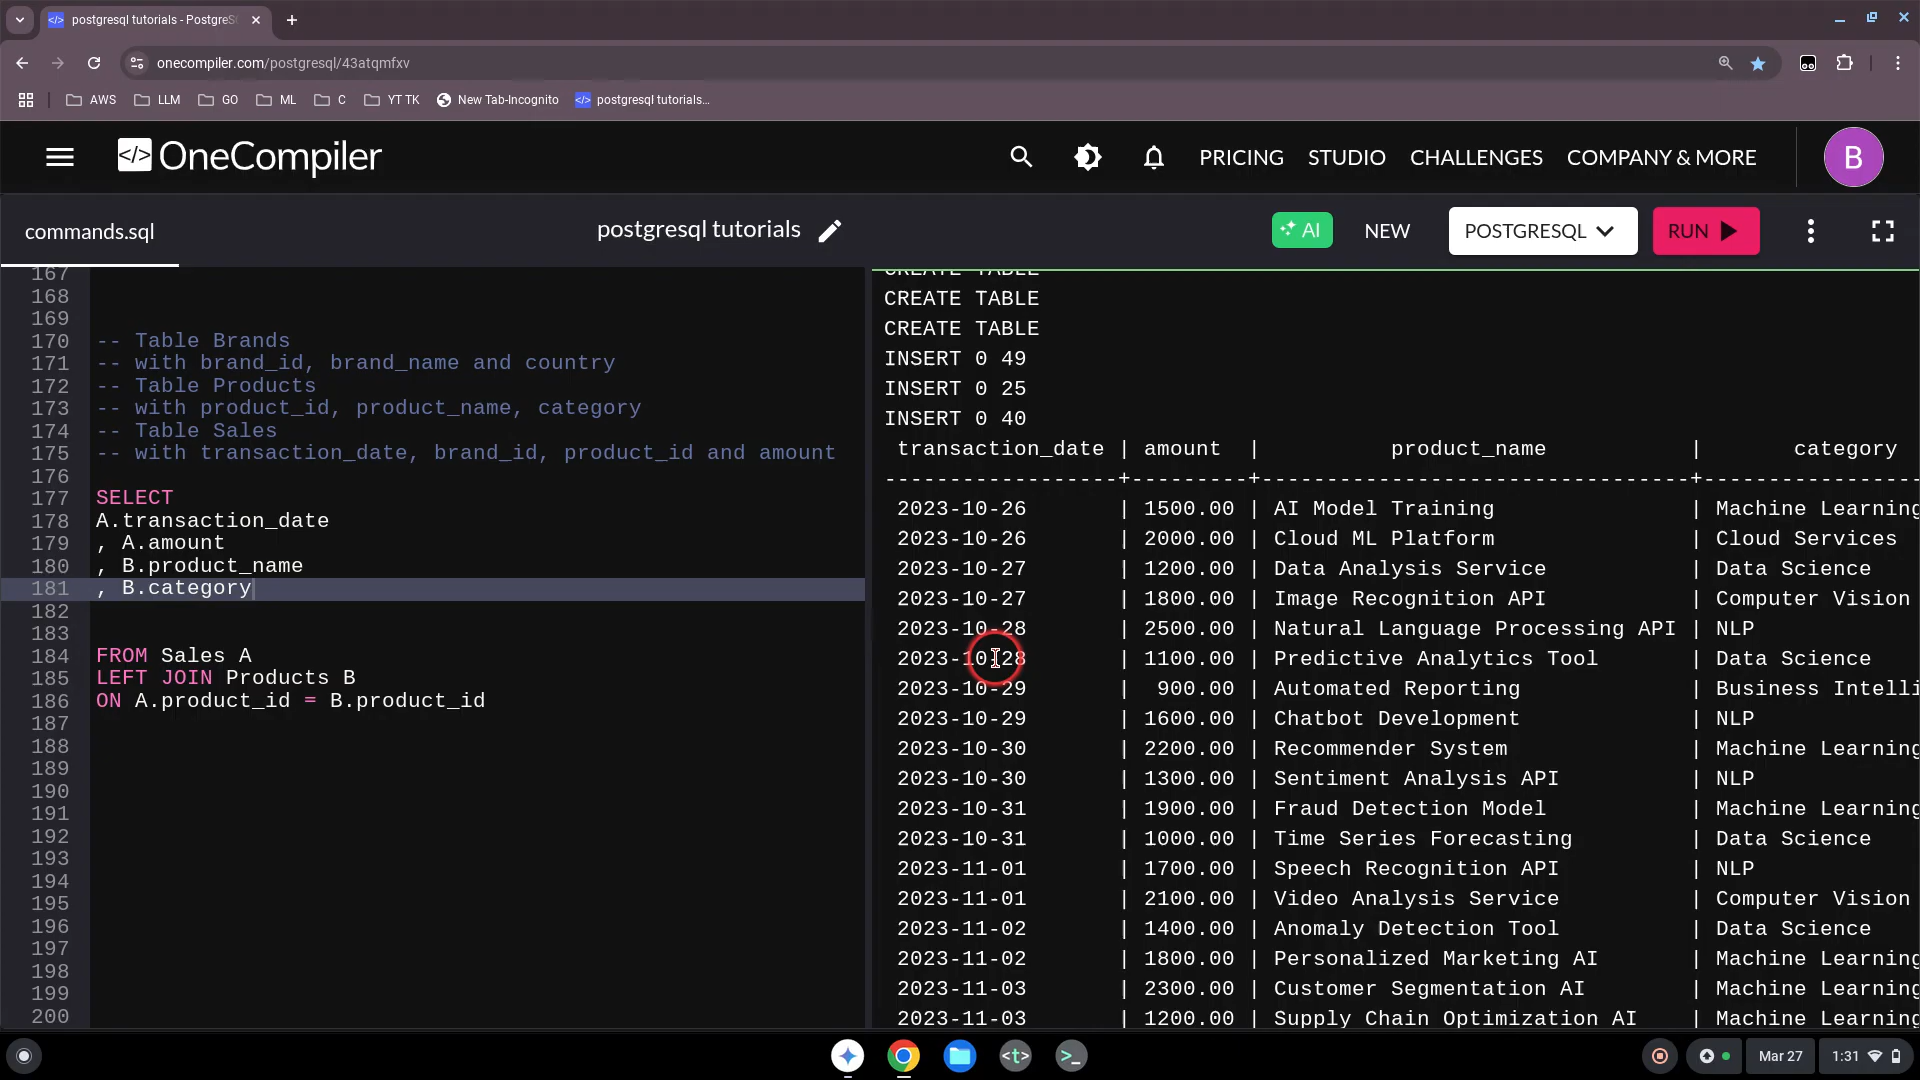 postgresql tutorials - PostgreS
onecompiler.com/postgresql/43atqmfxv
AWS LLM GO ML C YT TK New Tab-Incognito postgresql tutorials...
</> OneCompiler PRICING STUDIO CHALLENGES COMPANY & MORE B
commands.sql postgresql tutorials AI NEW POSTGRESQL RUN
167
168
169
170 -- Table Brands
171 -- with brand_id, brand_name and country
172 -- Table Products
173 -- with product_id, product_name, category
174 -- Table Sales
175 -- with transaction_date, brand_id, product_id and amount
176
177 SELECT
178 A.transaction_date
179 , A.amount
180 , B.product_name
181 , B.category
182
183
184 FROM Sales A
185 LEFT JOIN Products B
186 ON A.product_id = B.product_id
187
188
189
190
191
192
193
194
195
196
197
198
199
200
CREATE TABLE
CREATE TABLE
CREATE TABLE
INSERT 0 49
INSERT 0 25
INSERT 0 40
transaction_date | amount | product_name | category
------------------+---------+---------------------------------+-----------------
2023-10-26 | 1500.00 | AI Model Training | Machine Learning
2023-10-26 | 2000.00 | Cloud ML Platform | Cloud Services
2023-10-27 | 1200.00 | Data Analysis Service | Data Science
2023-10-27 | 1800.00 | Image Recognition API | Computer Vision
2023-10-28 | 2500.00 | Natural Language Processing API | NLP
2023-10-28 | 1100.00 | Predictive Analytics Tool | Data Science
2023-10-29 | 900.00 | Automated Reporting | Business Intelli
2023-10-29 | 1600.00 | Chatbot Development | NLP
2023-10-30 | 2200.00 | Recommender System | Machine Learning
2023-10-30 | 1300.00 | Sentiment Analysis API | NLP
2023-10-31 | 1900.00 | Fraud Detection Model | Machine Learning
2023-10-31 | 1000.00 | Time Series Forecasting | Data Science
2023-11-01 | 1700.00 | Speech Recognition API | NLP
2023-11-01 | 2100.00 | Video Analysis Service | Computer Vision
2023-11-02 | 1400.00 | Anomaly Detection Tool | Data Science
2023-11-02 | 1800.00 | Personalized Marketing AI | Machine Learning
2023-11-03 | 2300.00 | Customer Segmentation AI | Machine Learning
2023-11-03 | 1200.00 | Supply Chain Optimization AI | Machine Learning
<t> >_ Mar 27 1:31